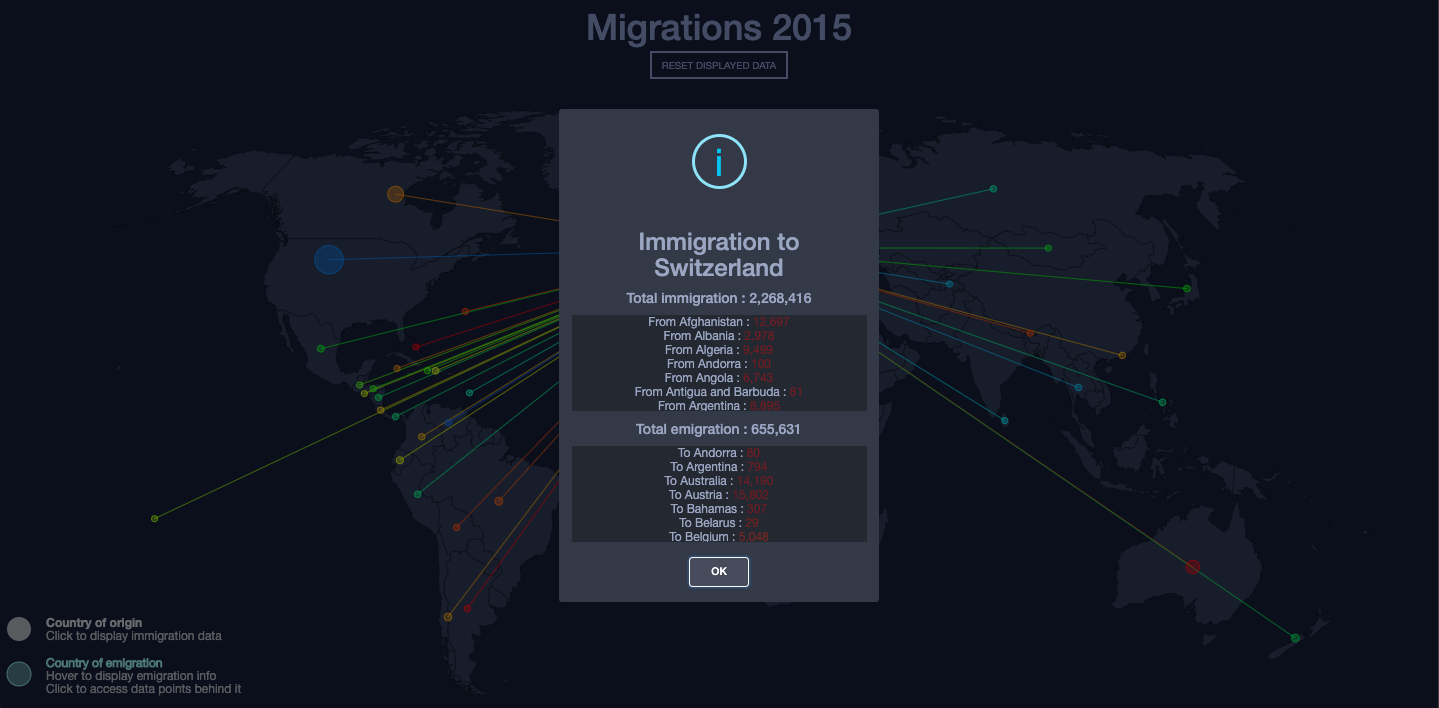 Migrations 2015
RESET DISPLAYED DATA
i
Immigration to
Switzerland
Total immigration : 2,268,416
From Afghanistan : 12,697
From Albania : 2,978
From Algeria : 9,499
From Andorra : 100
From Angola : 6,743
From Antigua and Barbuda : 81
From Argentina : 8,695
Total emigration : 655,631
To Andorra : 60
To Argentina : 794
To Australia : 14,190
To Austria : 15,802
To Bahamas : 307
To Belarus : 29
To Belgium : 5,048
OK
Country of origin
Click to display immigration data
Country of emigration
Hover to display emigration info
Click to access data points behind it